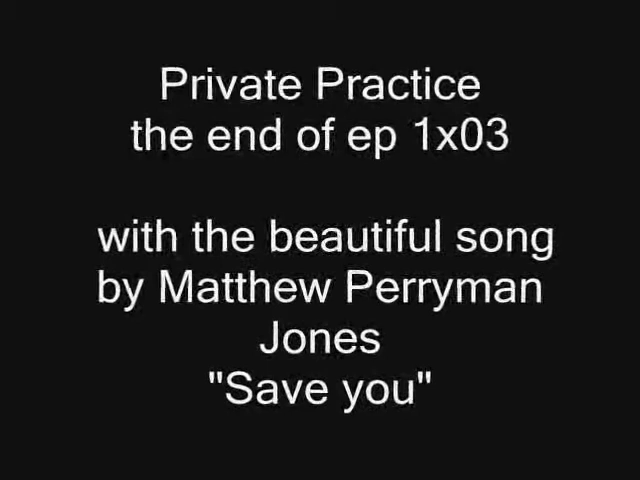 Private Practice
the end of ep 1x03
with the beautiful song
by Matthew Perryman
Jones
"Save you"